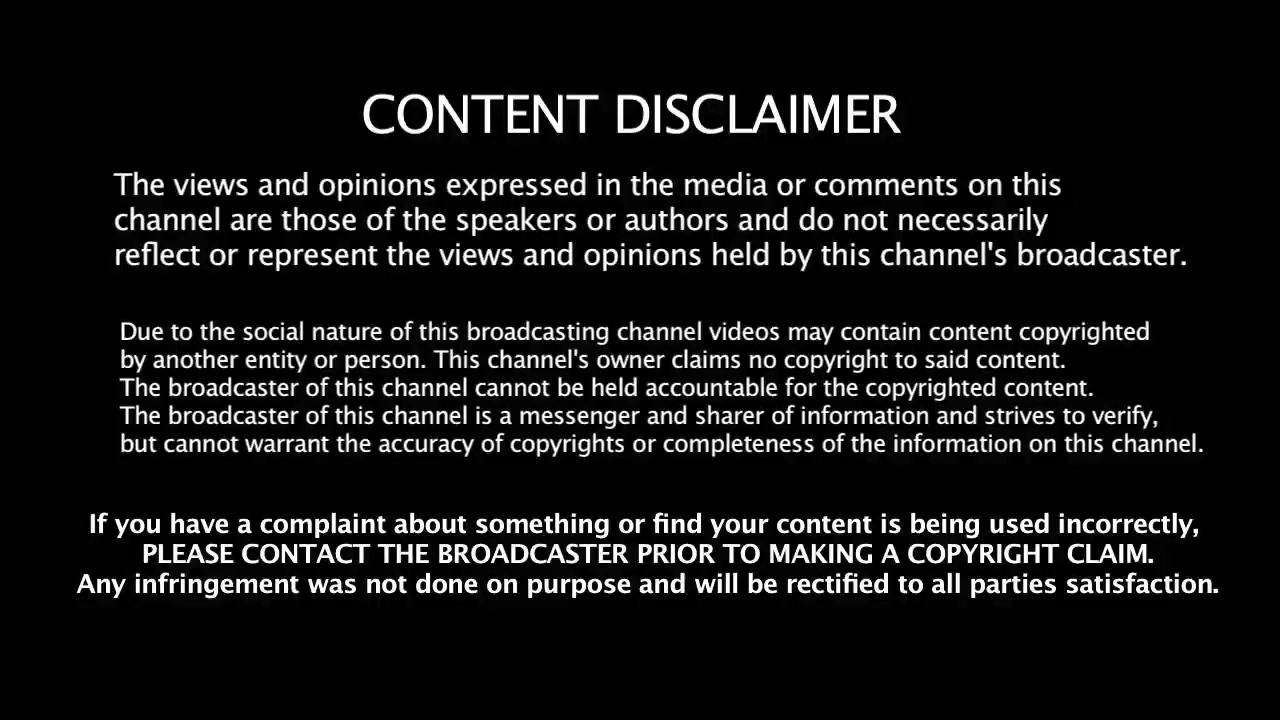 CONTENT DISCLAIMER
The views and opinions expressed in the media or comments on this
channel are those of the speakers or authors and do not necessarily
reflect or represent the views and opinions held by this channel's broadcaster.
Due to the social nature of this broadcasting channel videos may contain content copyrighted
by another entity or person. This channel's owner claims no copyright to said content.
The broadcaster of this channel cannot be held accountable for the copyrighted content.
The broadcaster of this channel is a messenger and sharer of information and strives to verify,
but cannot warrant the accuracy of copyrights or completeness of the information on this channel.
If you have a complaint about something or find your content is being used incorrectly,
PLEASE CONTACT THE BROADCASTER PRIOR TO MAKING A COPYRIGHT CLAIM.
Any infringement was not done on purpose and will be rectified to all parties satisfaction.